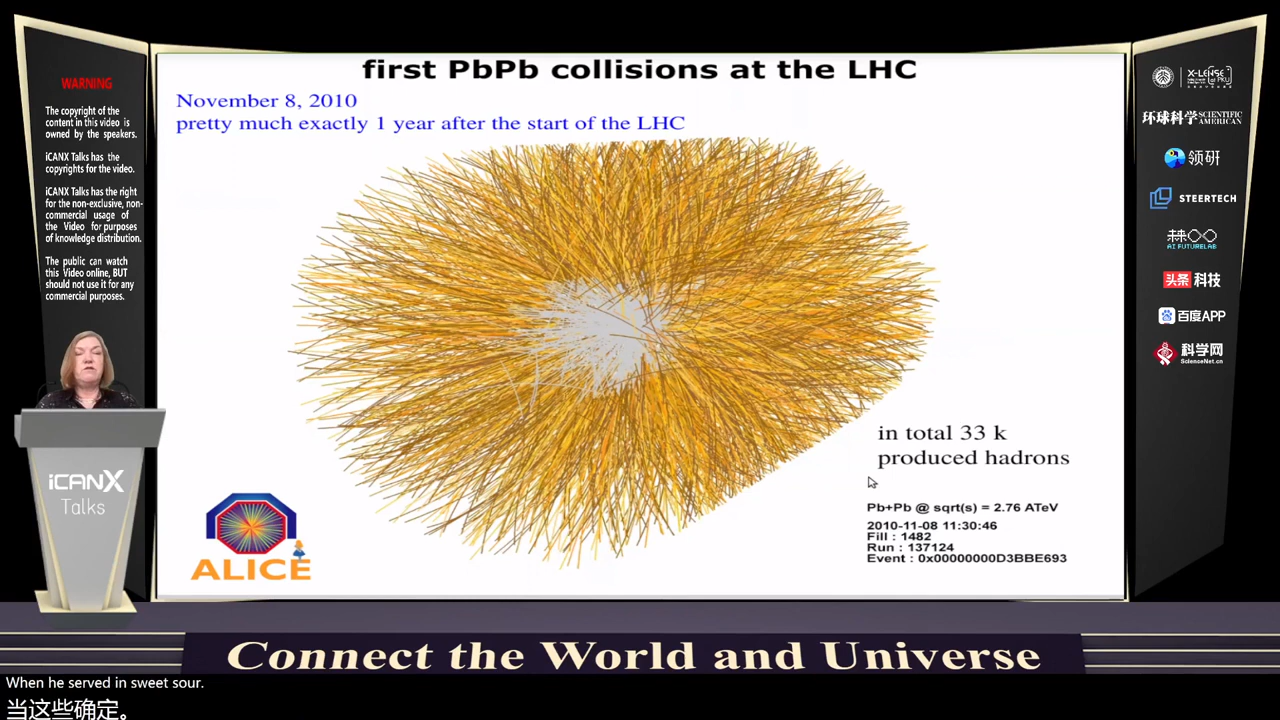 WARNING
The copyright of the
content in this video is
owned by the speakers.
iCANX Talks has the
copyrights for the video.
iCANX Talks has the right
for the non-exclusive, non-
commercial usage of
the Video for purposes
of knowledge distribution.
The public can watch
this Video online, BUT
should not use it for any
commercial purposes.
iCANX
Talks
first PbPb collisions at the LHC
November 8, 2010
pretty much exactly 1 year after the start of the LHC
in total 33 k
produced hadrons
Pb+Pb @ sqrt(s) = 2.76 ATeV
2010-11-08 11:30:46
Fill : 1482
Run : 137124
Event : 0x00000000D3BBE693
ALICE
X-LENSE
环球科学 SCIENTIFIC AMERICAN
领研
STEERTECH
AI FUTURELAB
头条 科技
百度APP
科学网
ScienceNet.cn
Connect the World and Universe
When he served in sweet sour.
当这些确定。